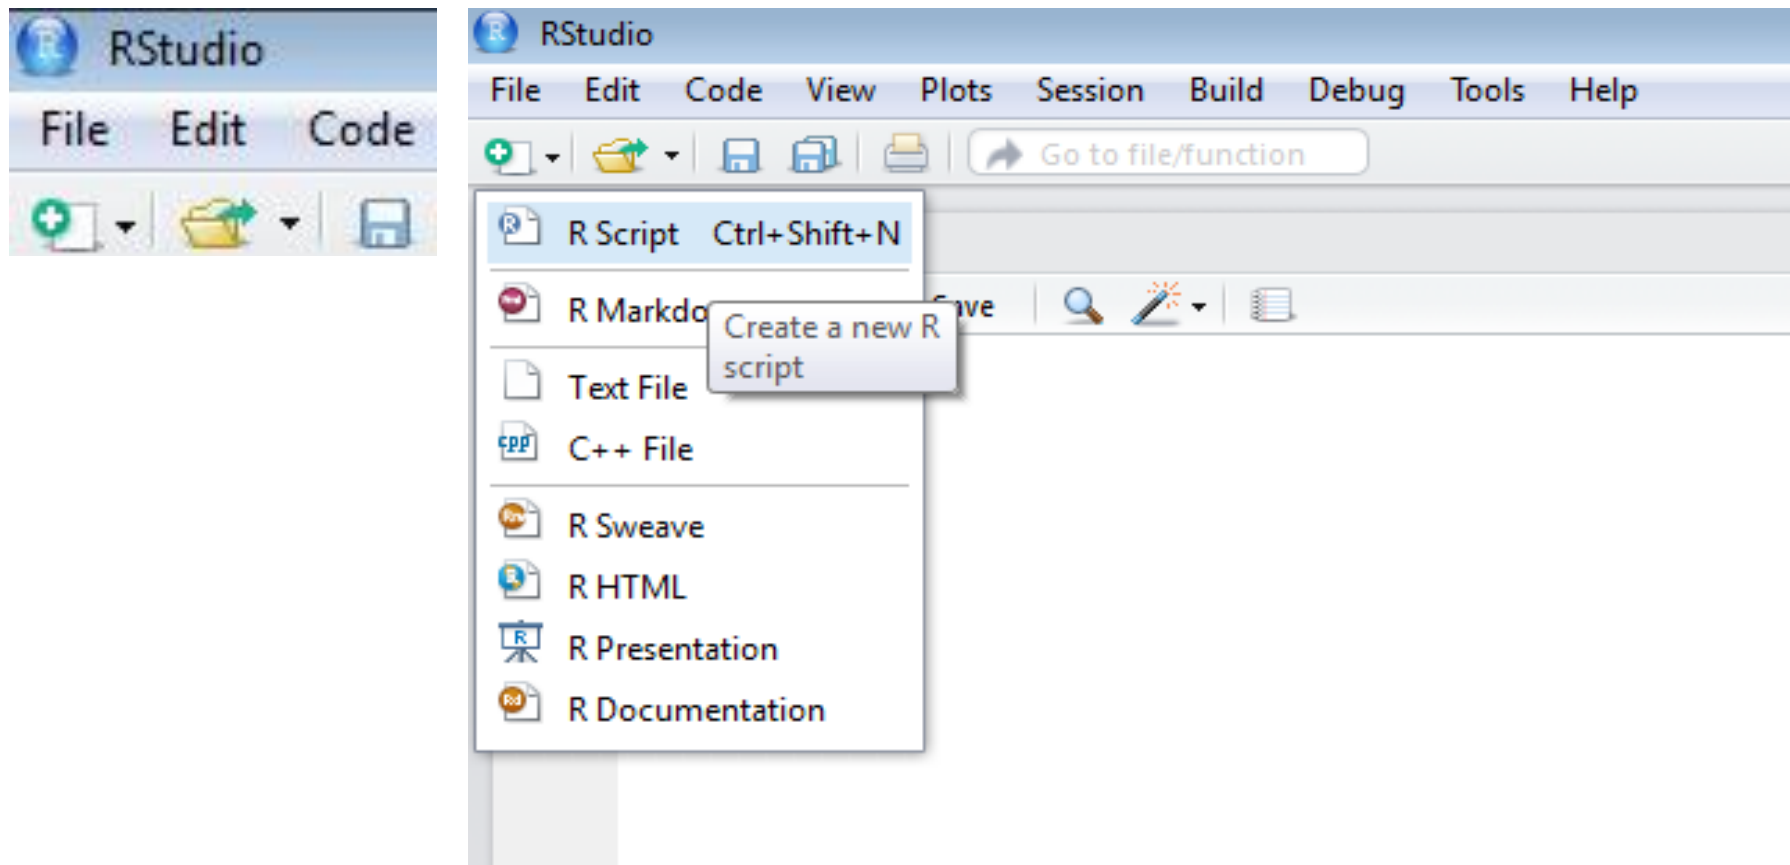 RStudio
File Edit Code
RStudio
File Edit Code View Plots Session Build Debug Tools Help
Go to file/function
R Script Ctrl+Shift+N
R Markdo
Create a new R
script
Text File
C++ File
cpp
R Sweave
R HTML
R Presentation
R Documentation